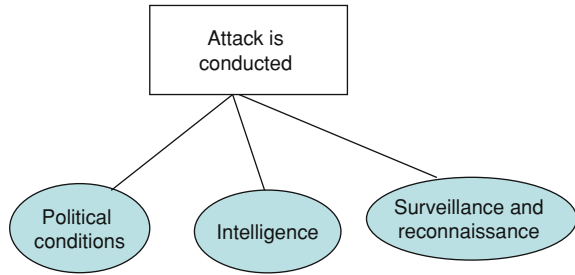 Attack is
conducted
Political
conditions
Intelligence
Surveillance and
reconnaissance